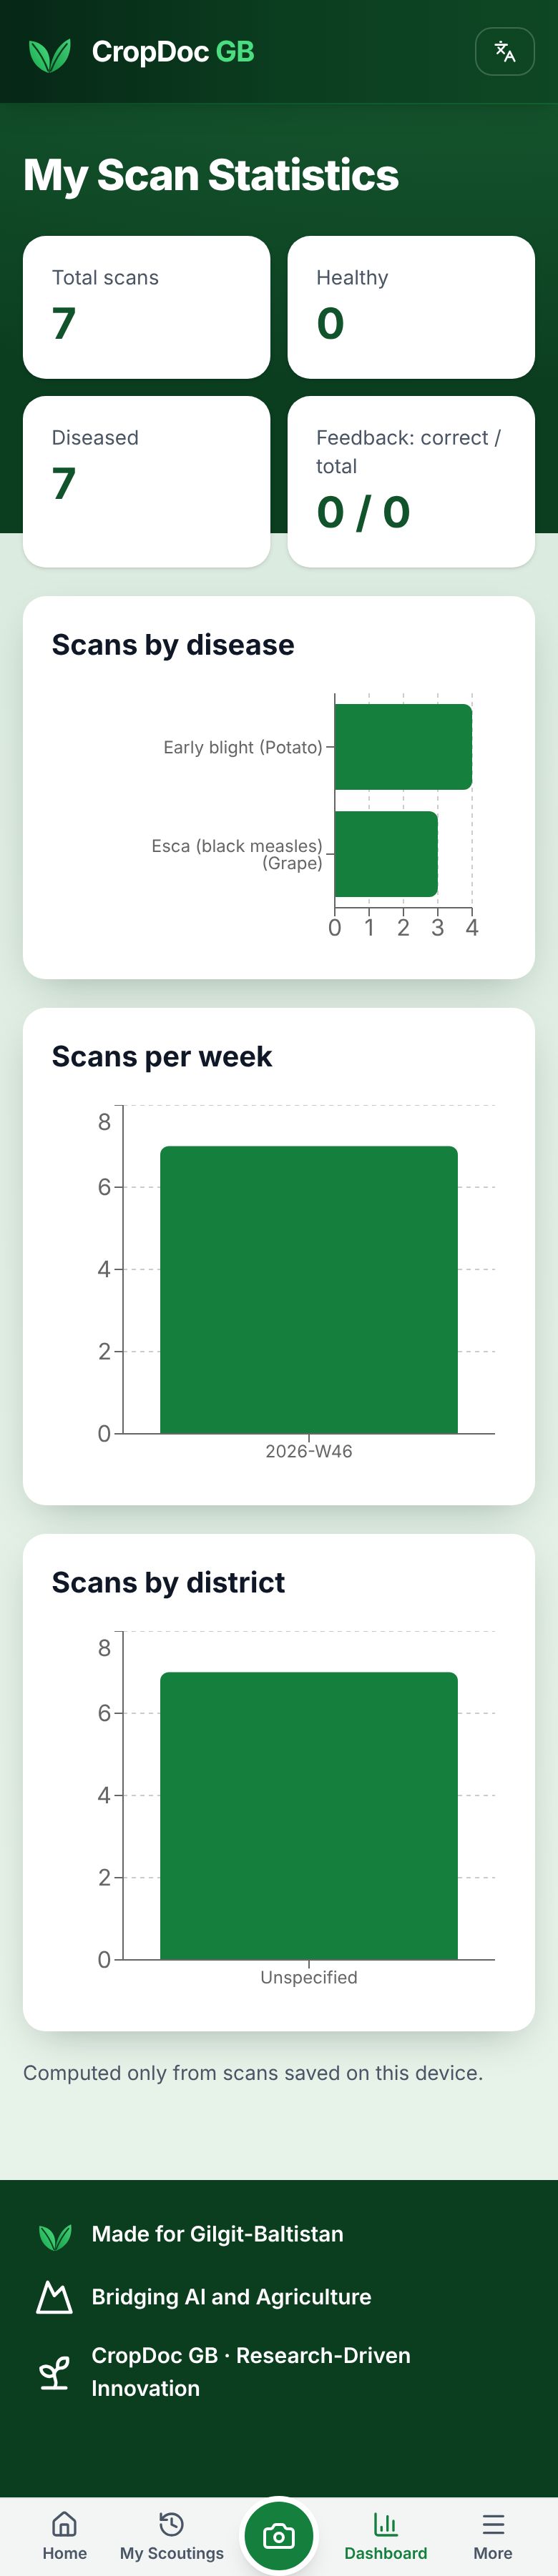 CropDoc GB
My Scan Statistics
Total scans
7
Healthy
0
Diseased
7
Feedback: correct /
total
0 / 0
Scans by disease
Early blight (Potato)
Esca (black measles)
(Grape)
0 1 2 3 4
Scans per week
8
6
4
2
0
2026-W46
Scans by district
8
6
4
2
0
Unspecified
Computed only from scans saved on this device.
Made for Gilgit-Baltistan
Bridging AI and Agriculture
CropDoc GB · Research-Driven
Innovation
Home My Scoutings Dashboard More